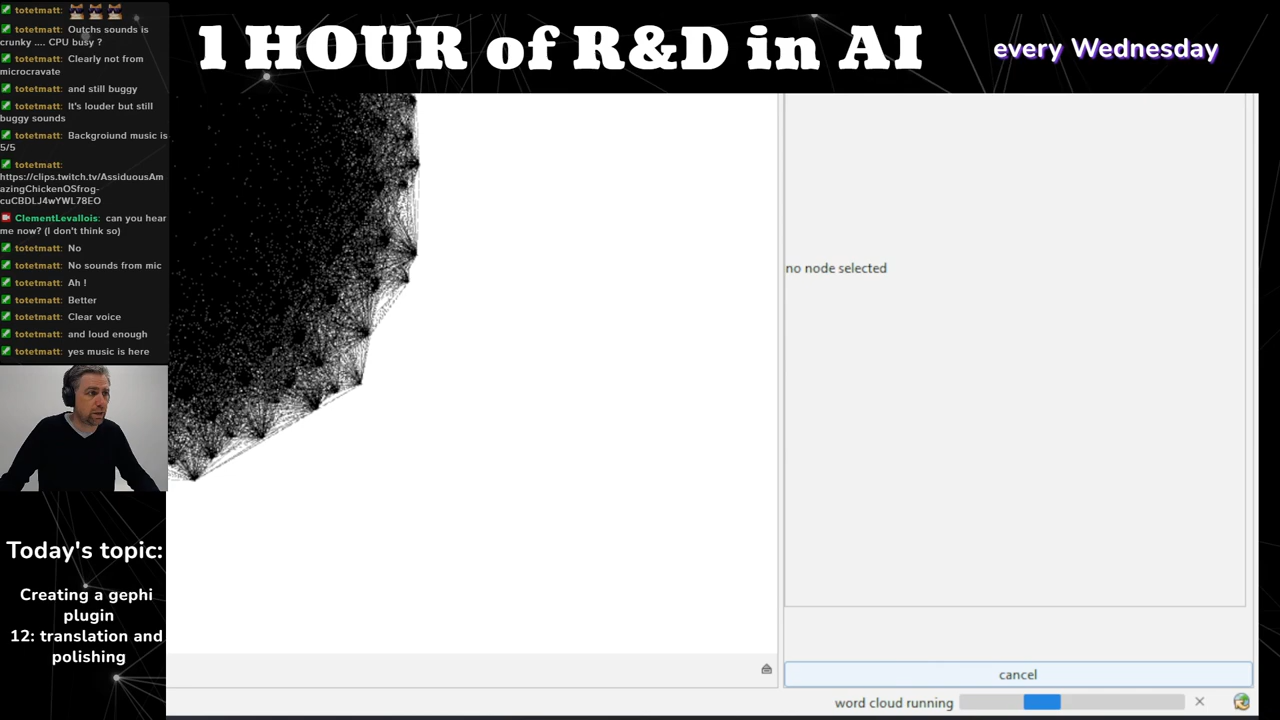 totetmatt:
totetmatt: Outchs sounds is
crunky .... CPU busy ?
totetmatt: Clearly not from
microcravate
totetmatt: and still buggy
totetmatt: It's louder but still
buggy sounds
totetmatt: Backgroiund music is
5/5
totetmatt:
https://clips.twitch.tv/AssiduousAm
azingChickenOSfrog-
cuCBDLJ4wYWL78EO
ClementLevallois: can you hear
me now? (I don't think so)
totetmatt: No
totetmatt: No sounds from mic
totetmatt: Ah !
totetmatt: Better
totetmatt: Clear voice
totetmatt: and loud enough
totetmatt: yes music is here
1 HOUR of R&D in AI
every Wednesday
no node selected
Today's topic:
Creating a gephi
plugin
12: translation and
polishing
cancel
word cloud running